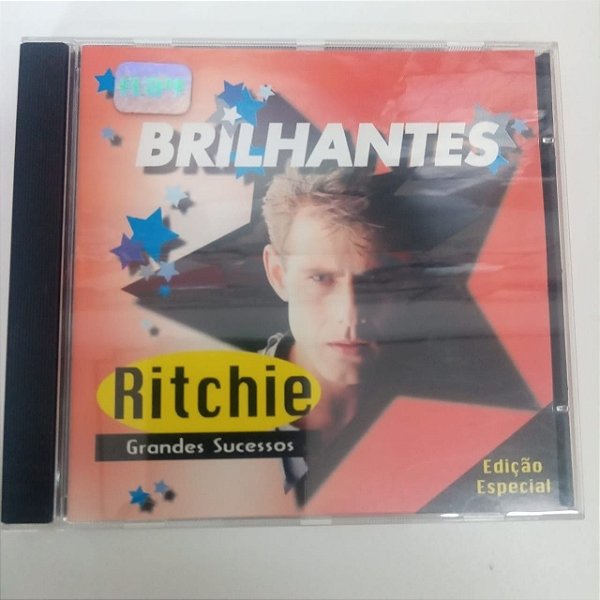 BRILHANTES
Ritchie
Grandes Sucessos
Edição
Especial